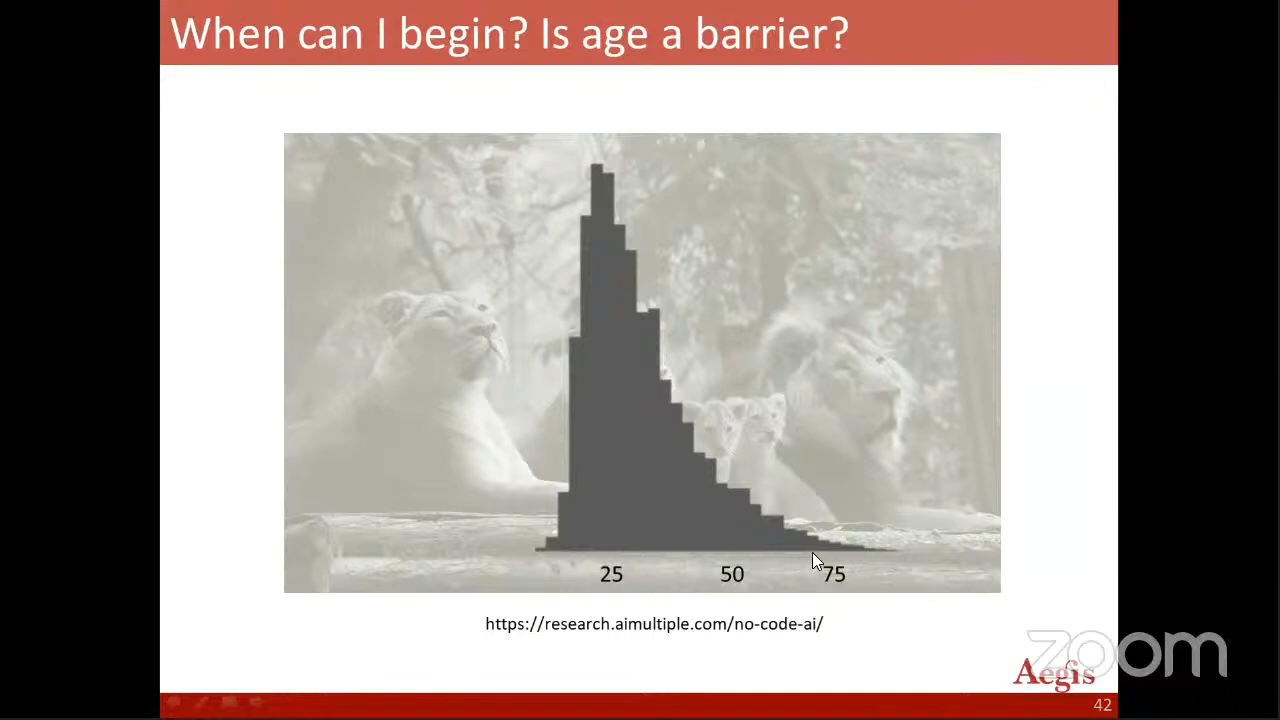 When can I begin? Is age a barrier?
25 50 75
https://research.aimultiple.com/no-code-ai/
zoom
Aegis
42